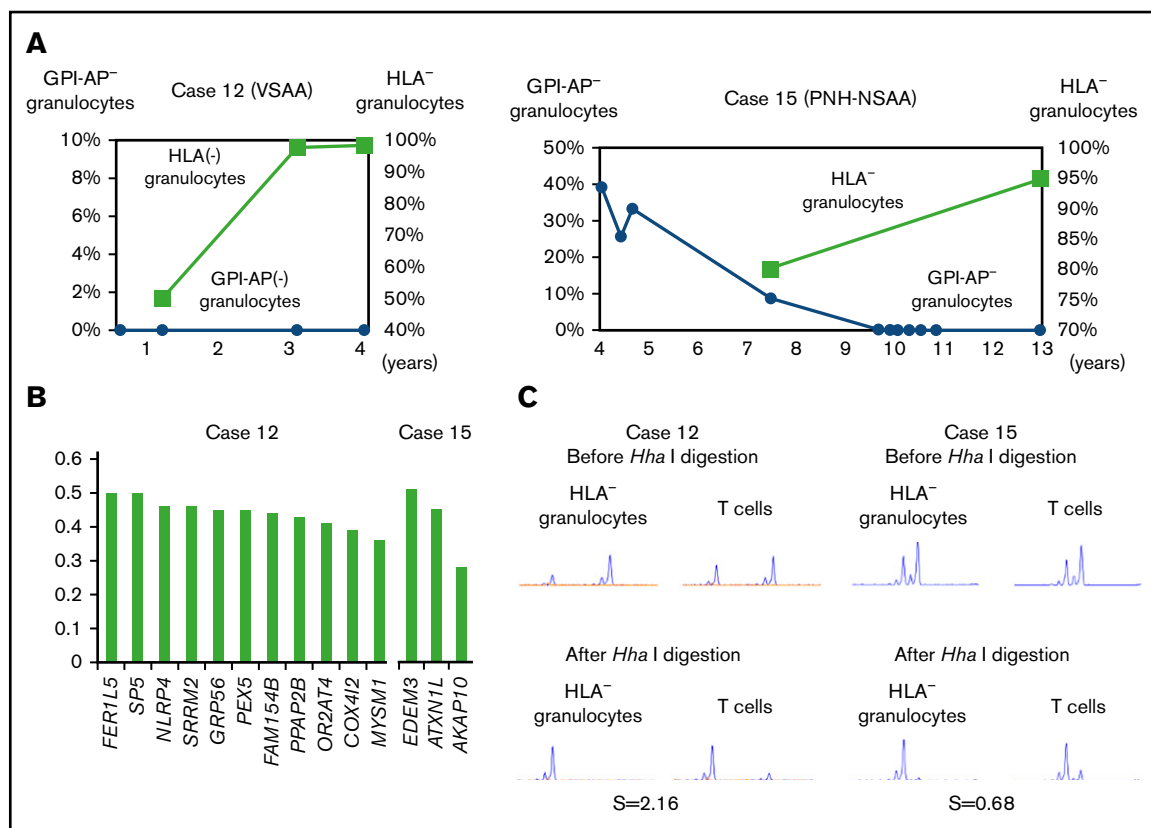 A
GPI-AP⁻
granulocytes
Case 12 (VSAA)
HLA⁻
granulocytes
10%
8%
6%
4%
2%
0%
HLA(-)
granulocytes
GPI-AP(-)
granulocytes
100%
90%
80%
70%
60%
50%
40%
1 2 3 4
(years)
GPI-AP⁻
granulocytes
Case 15 (PNH-NSAA)
HLA⁻
granulocytes
50%
40%
30%
20%
10%
0%
HLA⁻
granulocytes
GPI-AP⁻
granulocytes
100%
95%
90%
85%
80%
75%
70%
4 5 6 7 8 9 10 11 12 13
(years)
B
Case 12 Case 15
0.6
0.5
0.4
0.3
0.2
0.1
0
FER1L5
SP5
NLRP4
SRRM2
GRP56
PEX5
FAM154B
PPAP2B
OR2AT4
COX4I2
MYSM1
EDEM3
ATXN1L
AKAP10
C
Case 12
Before Hha I digestion
HLA⁻
granulocytes
T cells
Case 15
Before Hha I digestion
HLA⁻
granulocytes
T cells
After Hha I digestion
HLA⁻
granulocytes
T cells
S=2.16
After Hha I digestion
HLA⁻
granulocytes
T cells
S=0.68